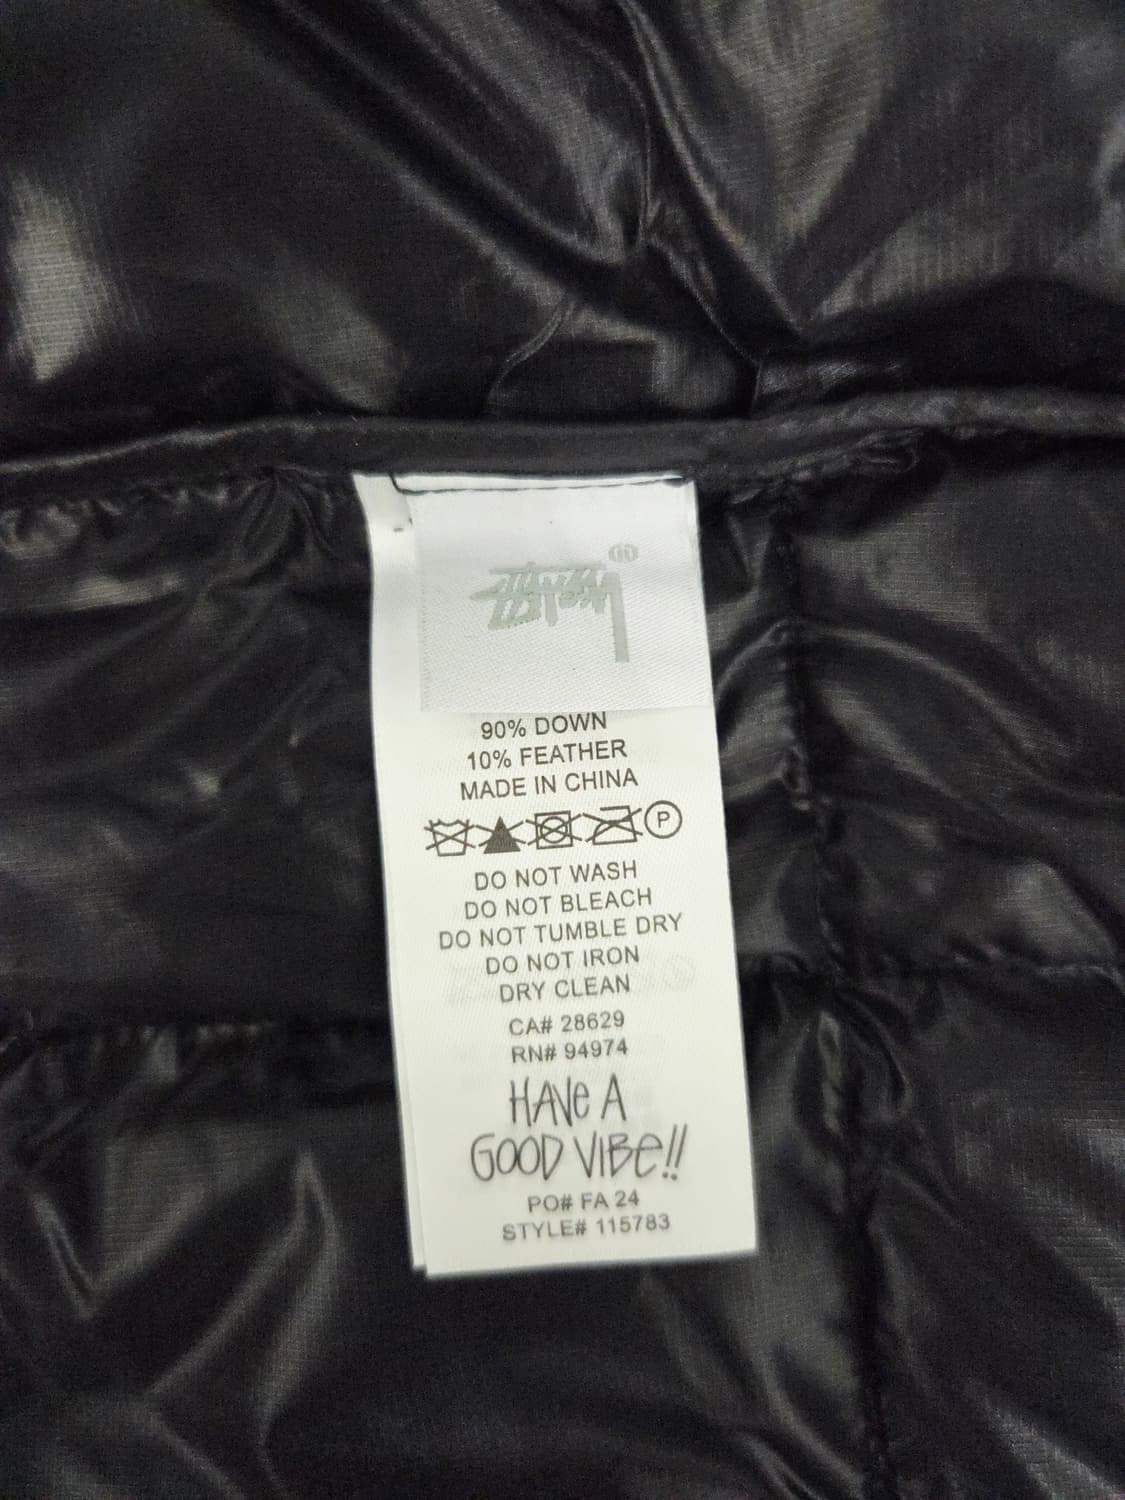 90% DOWN
10% FEATHER
MADE IN CHINA
P
DO NOT WASH
DO NOT BLEACH
DO NOT TUMBLE DRY
DO NOT IRON
DRY CLEAN
CA# 28629
RN# 94974
HAVe A
GOOD VIBe!!
PO# FA 24
STYLE# 115783